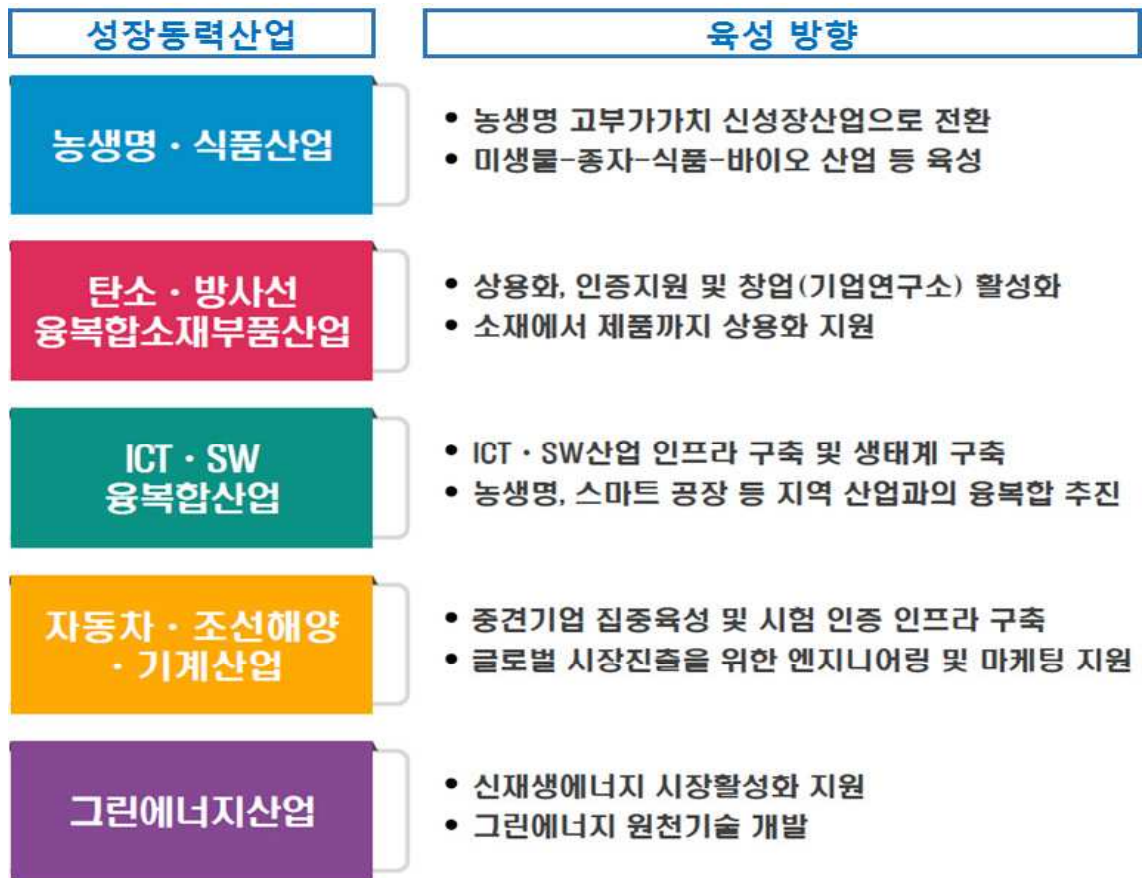 성장동력산업
육성 방향
농생명 · 식품산업
• 농생명 고부가가치 신성장산업으로 전환
• 미생물-종자-식품-바이오 산업 등 육성
탄소 · 방사선
융복합소재부품산업
• 상용화, 인증지원 및 창업(기업연구소) 활성화
• 소재에서 제품까지 상용화 지원
ICT · SW
융복합산업
• ICT · SW산업 인프라 구축 및 생태계 구축
• 농생명, 스마트 공장 등 지역 산업과의 융복합 추진
자동차 · 조선해양
· 기계산업
• 중견기업 집중육성 및 시험 인증 인프라 구축
• 글로벌 시장진출을 위한 엔지니어링 및 마케팅 지원
그린에너지산업
• 신재생에너지 시장활성화 지원
• 그린에너지 원천기술 개발